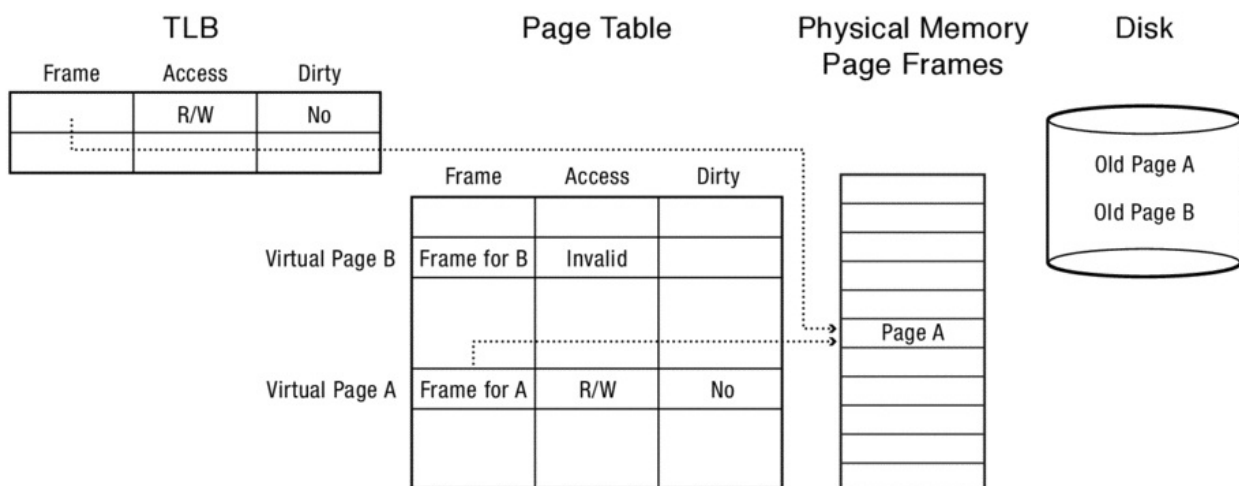 TLB
Page Table
Physical Memory
Page Frames
Disk
Frame Access Dirty
R/W No
Frame Access Dirty
Virtual Page B Frame for B Invalid
Virtual Page A Frame for A R/W No
Page A
Old Page A
Old Page B